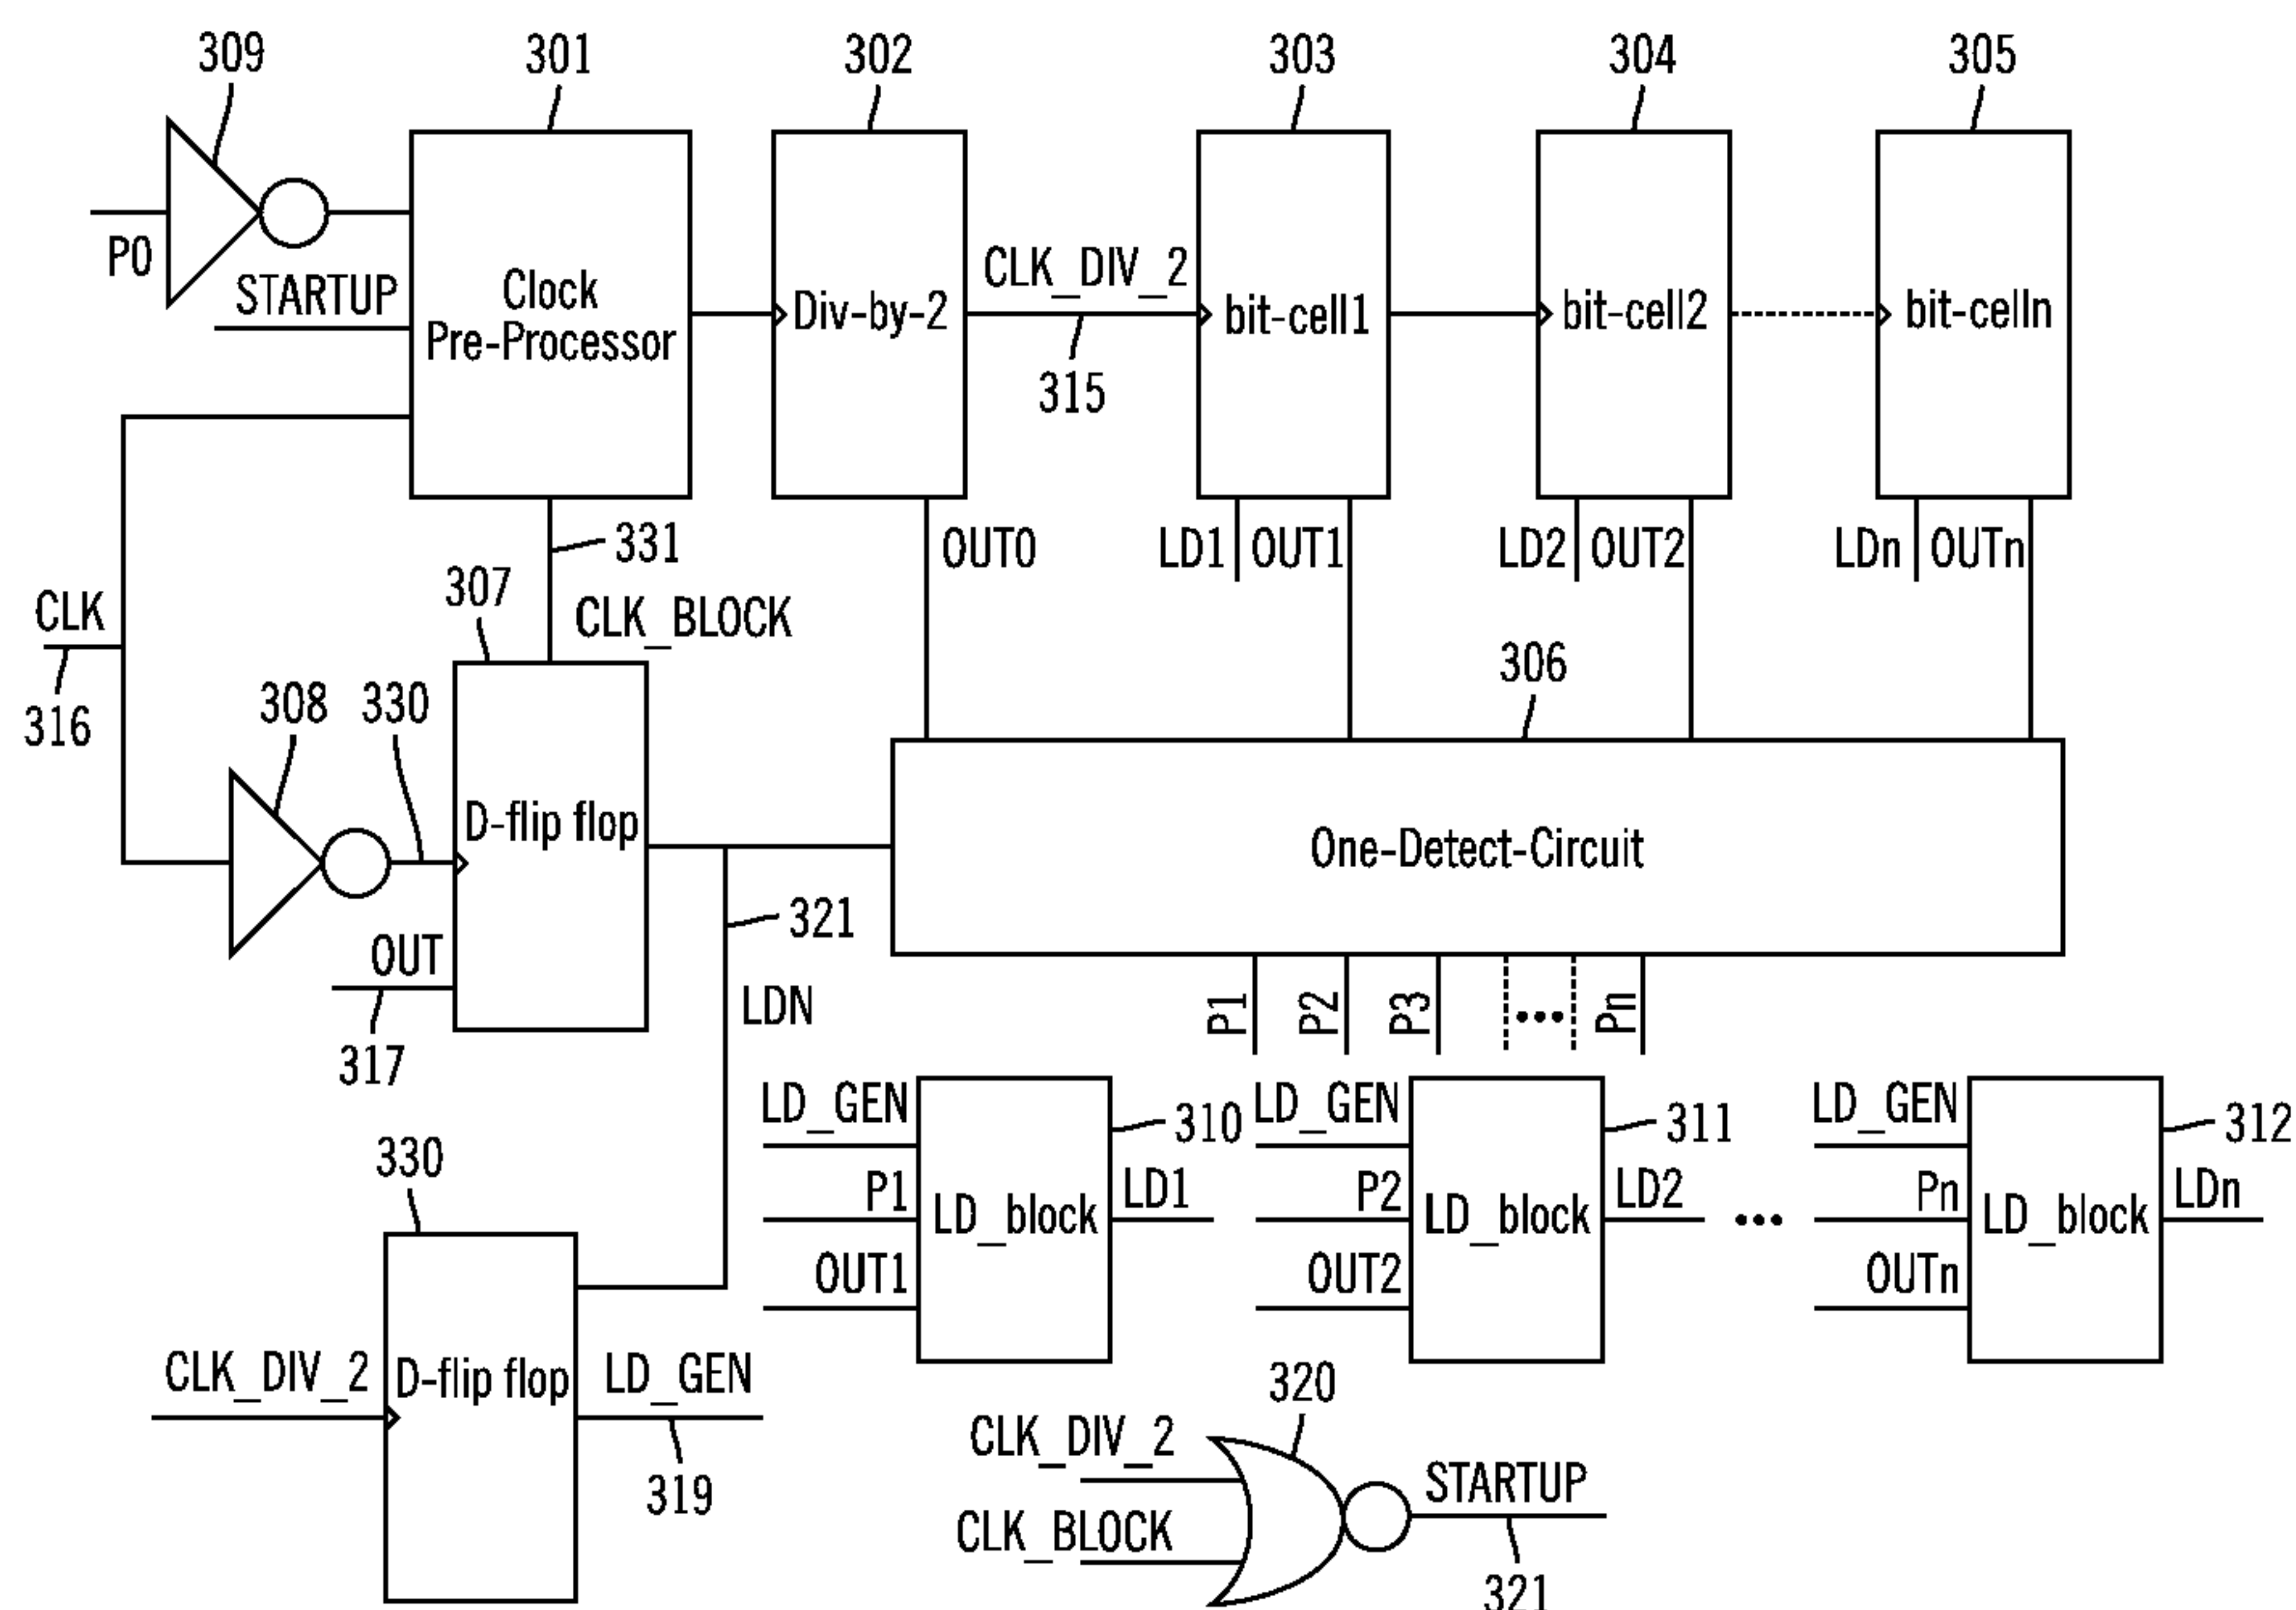 309
301
302
303
304
305
P0
STARTUP
Clock
Pre-Processor
Div-by-2
CLK_DIV_2
315
bit-cell1
bit-cell2
bit-celln
331
CLK_BLOCK
OUT0
LD1
OUT1
LD2
OUT2
LDn
OUTn
CLK
316
307
308
330
306
D-flip flop
One-Detect-Circuit
OUT
317
321
LDN
P1
P2
P3
•••
Pn
LD_GEN
P1
OUT1
LD_block
310
LD1
LD_GEN
P2
OUT2
LD_block
311
LD2
•••
LD_GEN
Pn
OUTn
LD_block
312
LDn
330
CLK_DIV_2
D-flip flop
LD_GEN
319
320
CLK_DIV_2
CLK_BLOCK
STARTUP
321